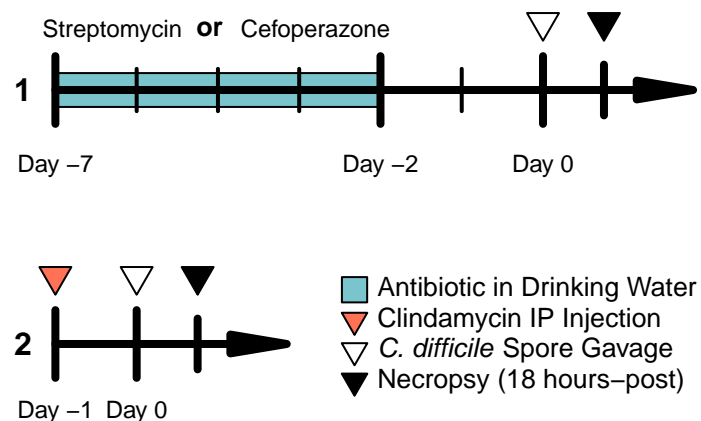 Streptomycin or Cefoperazone
1
Day −7 Day −2 Day 0
2
Day −1 Day 0
Antibiotic in Drinking Water
Clindamycin IP Injection
C. difficile Spore Gavage
Necropsy (18 hours−post)